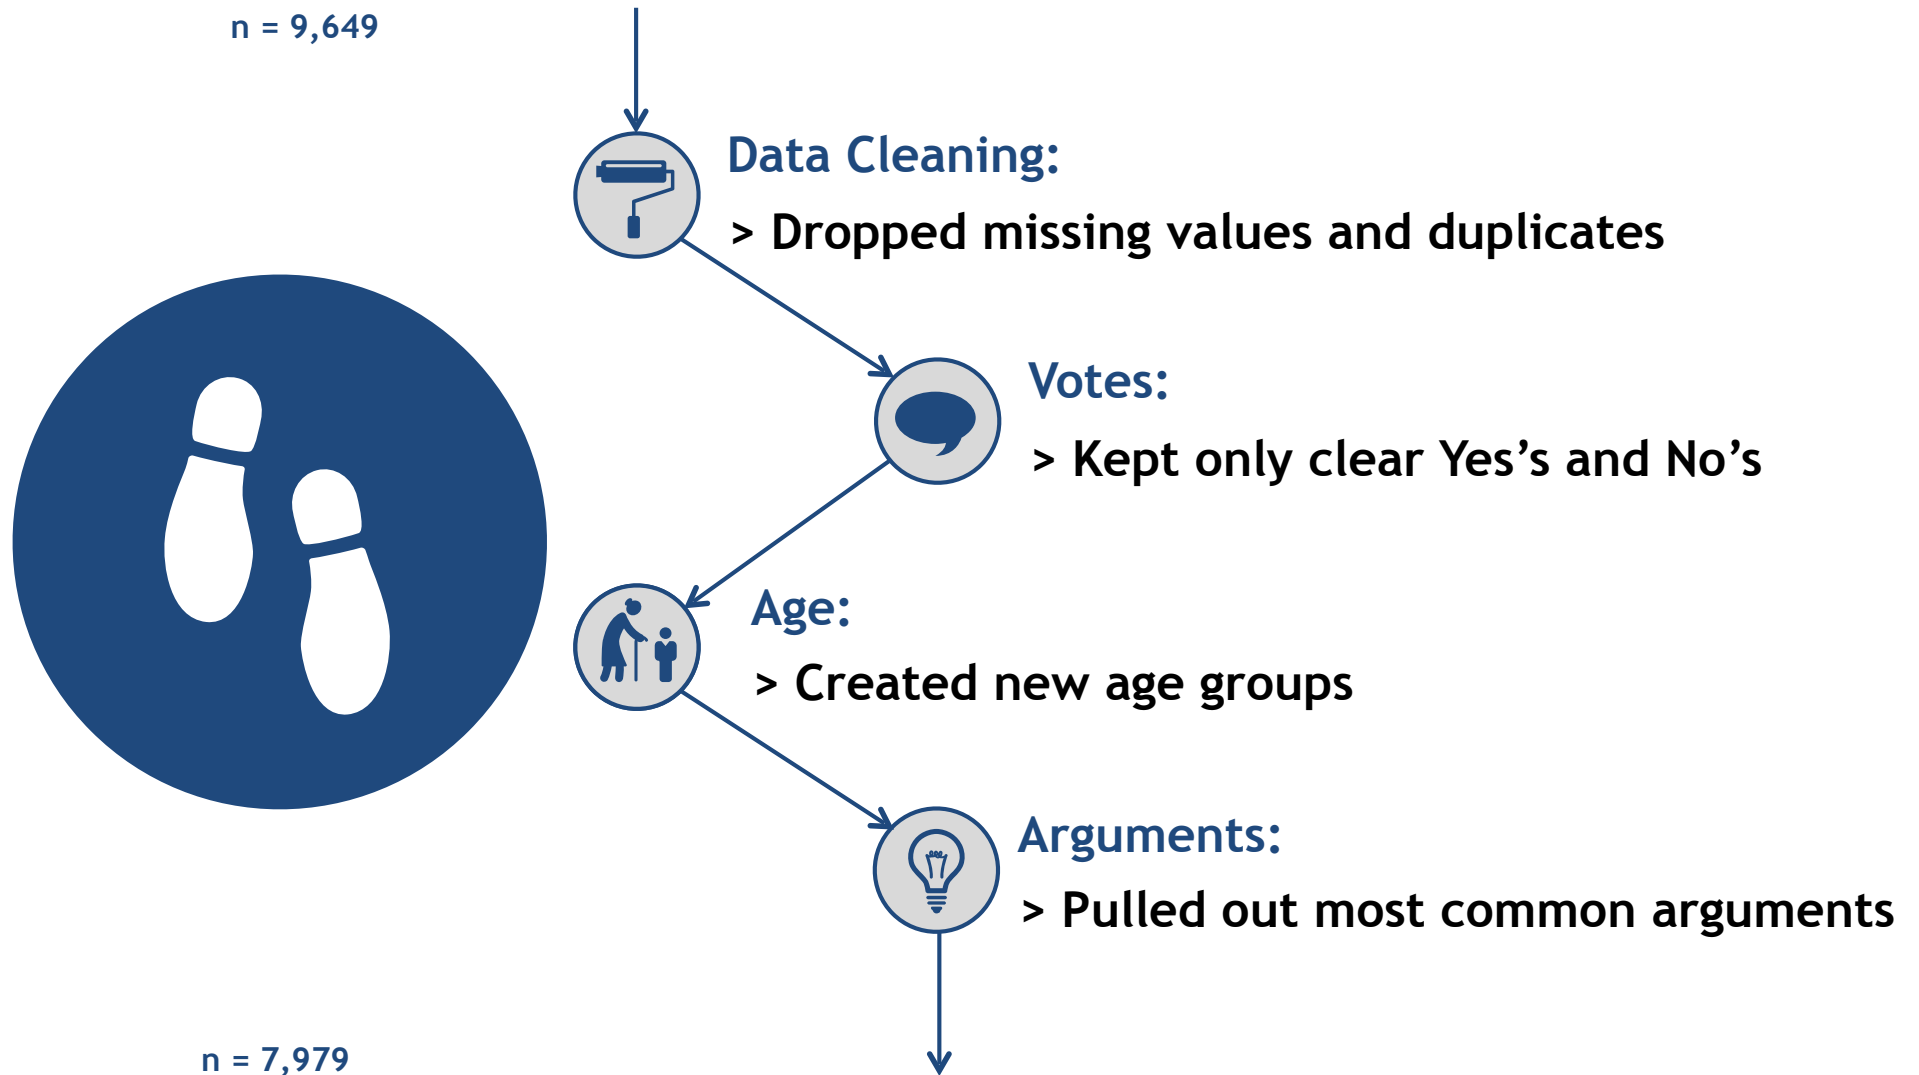 n = 9,649
Data Cleaning:
> Dropped missing values and duplicates
Votes:
> Kept only clear Yes’s and No’s
Age:
> Created new age groups
Arguments:
> Pulled out most common arguments
n = 7,979